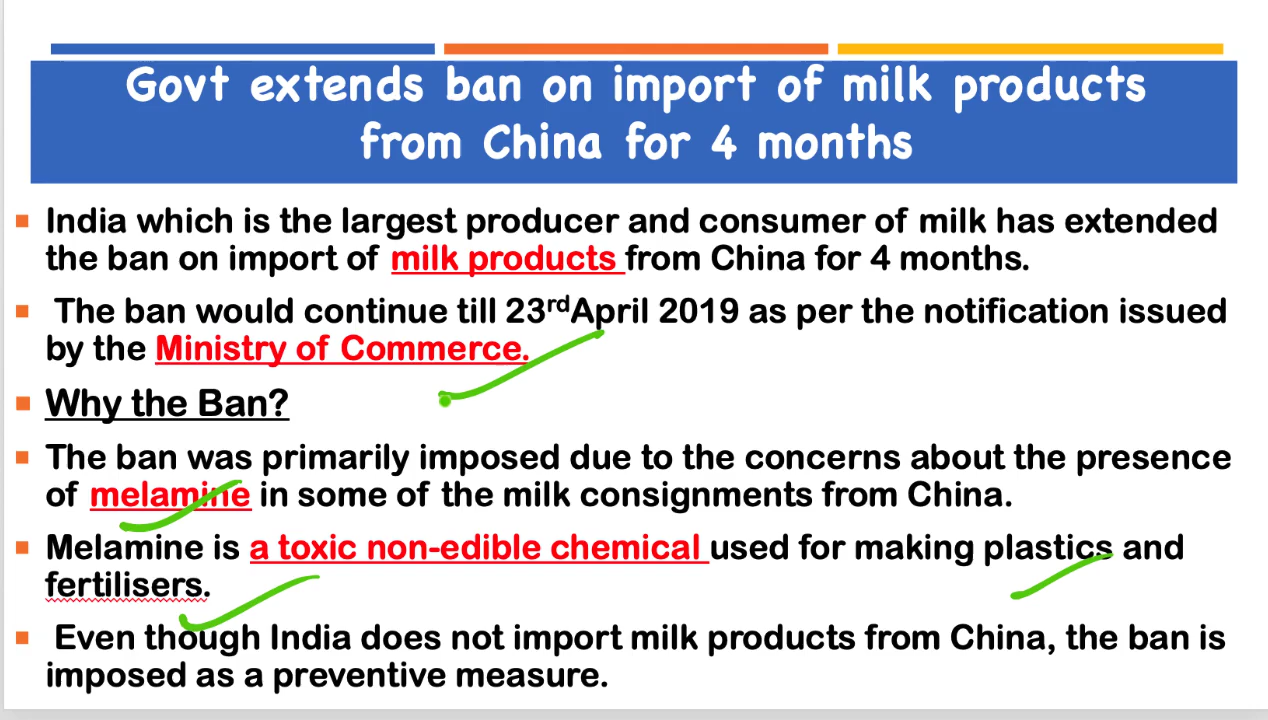 Govt extends ban on import of milk products
from China for 4 months
India which is the largest producer and consumer of milk has extended
the ban on import of milk products from China for 4 months.
The ban would continue till 23rdApril 2019 as per the notification issued
by the Ministry of Commerce.
Why the Ban?
The ban was primarily imposed due to the concerns about the presence
of melamine in some of the milk consignments from China.
Melamine is a toxic non-edible chemical used for making plastics and
fertilisers.
Even though India does not import milk products from China, the ban is
imposed as a preventive measure.